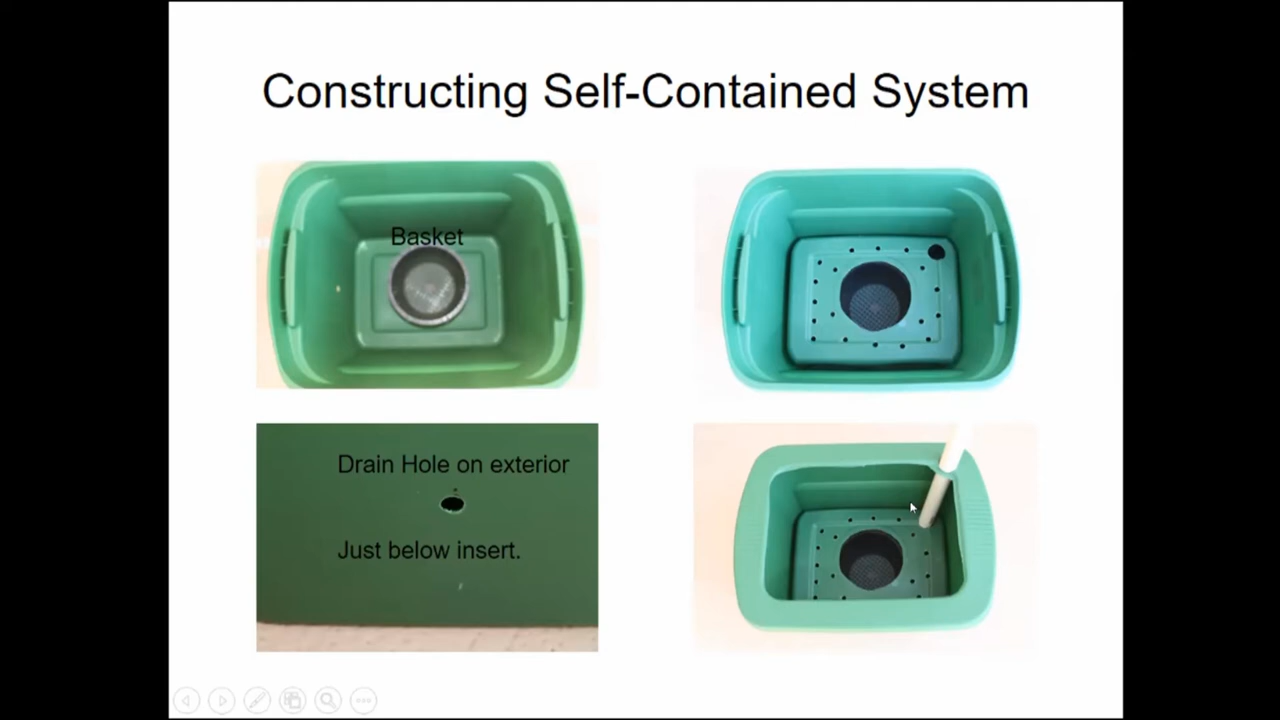 Constructing Self-Contained System
Basket
Drain Hole on exterior
Just below insert.